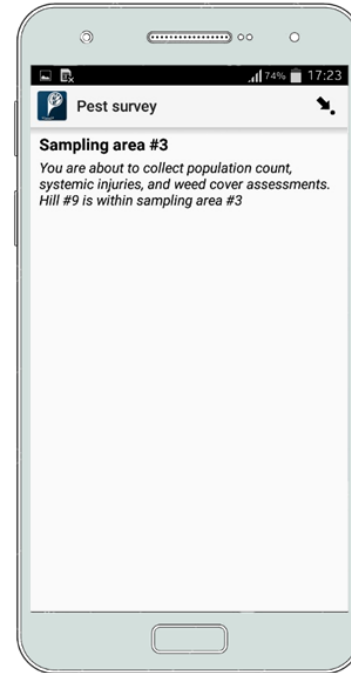 74% 17:23
Pest survey
Sampling area #3
You are about to collect population count,
systemic injuries, and weed cover assessments.
Hill #9 is within sampling area #3